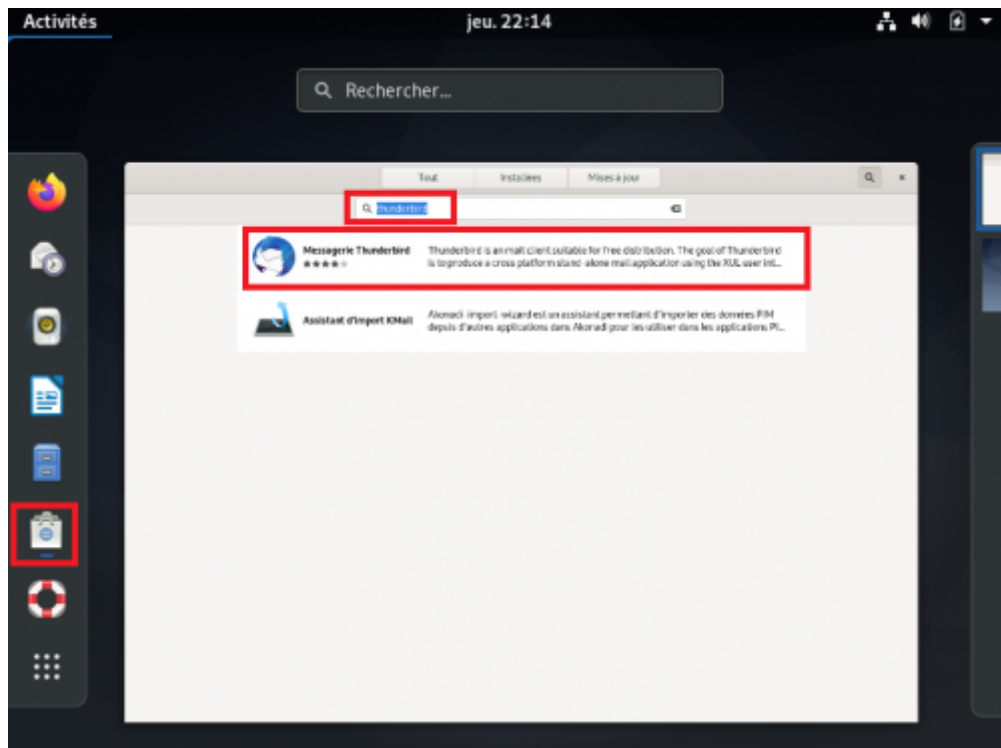 Activités
jeu. 22:14
Rechercher...
Tout
Installées
Mises à jour
thunderbird
Messagerie Thunderbird
Thunderbird is an mail client suitable for free distribution. The goal of Thunderbird
is to produce a cross platform stand-alone mail application using the XUL user int...
Assistant d'import KMail
Akonadi-import-wizard est un assistant permettant d'importer des données PIM
depuis d'autres applications dans Akonadi pour les utiliser dans les applications PI...